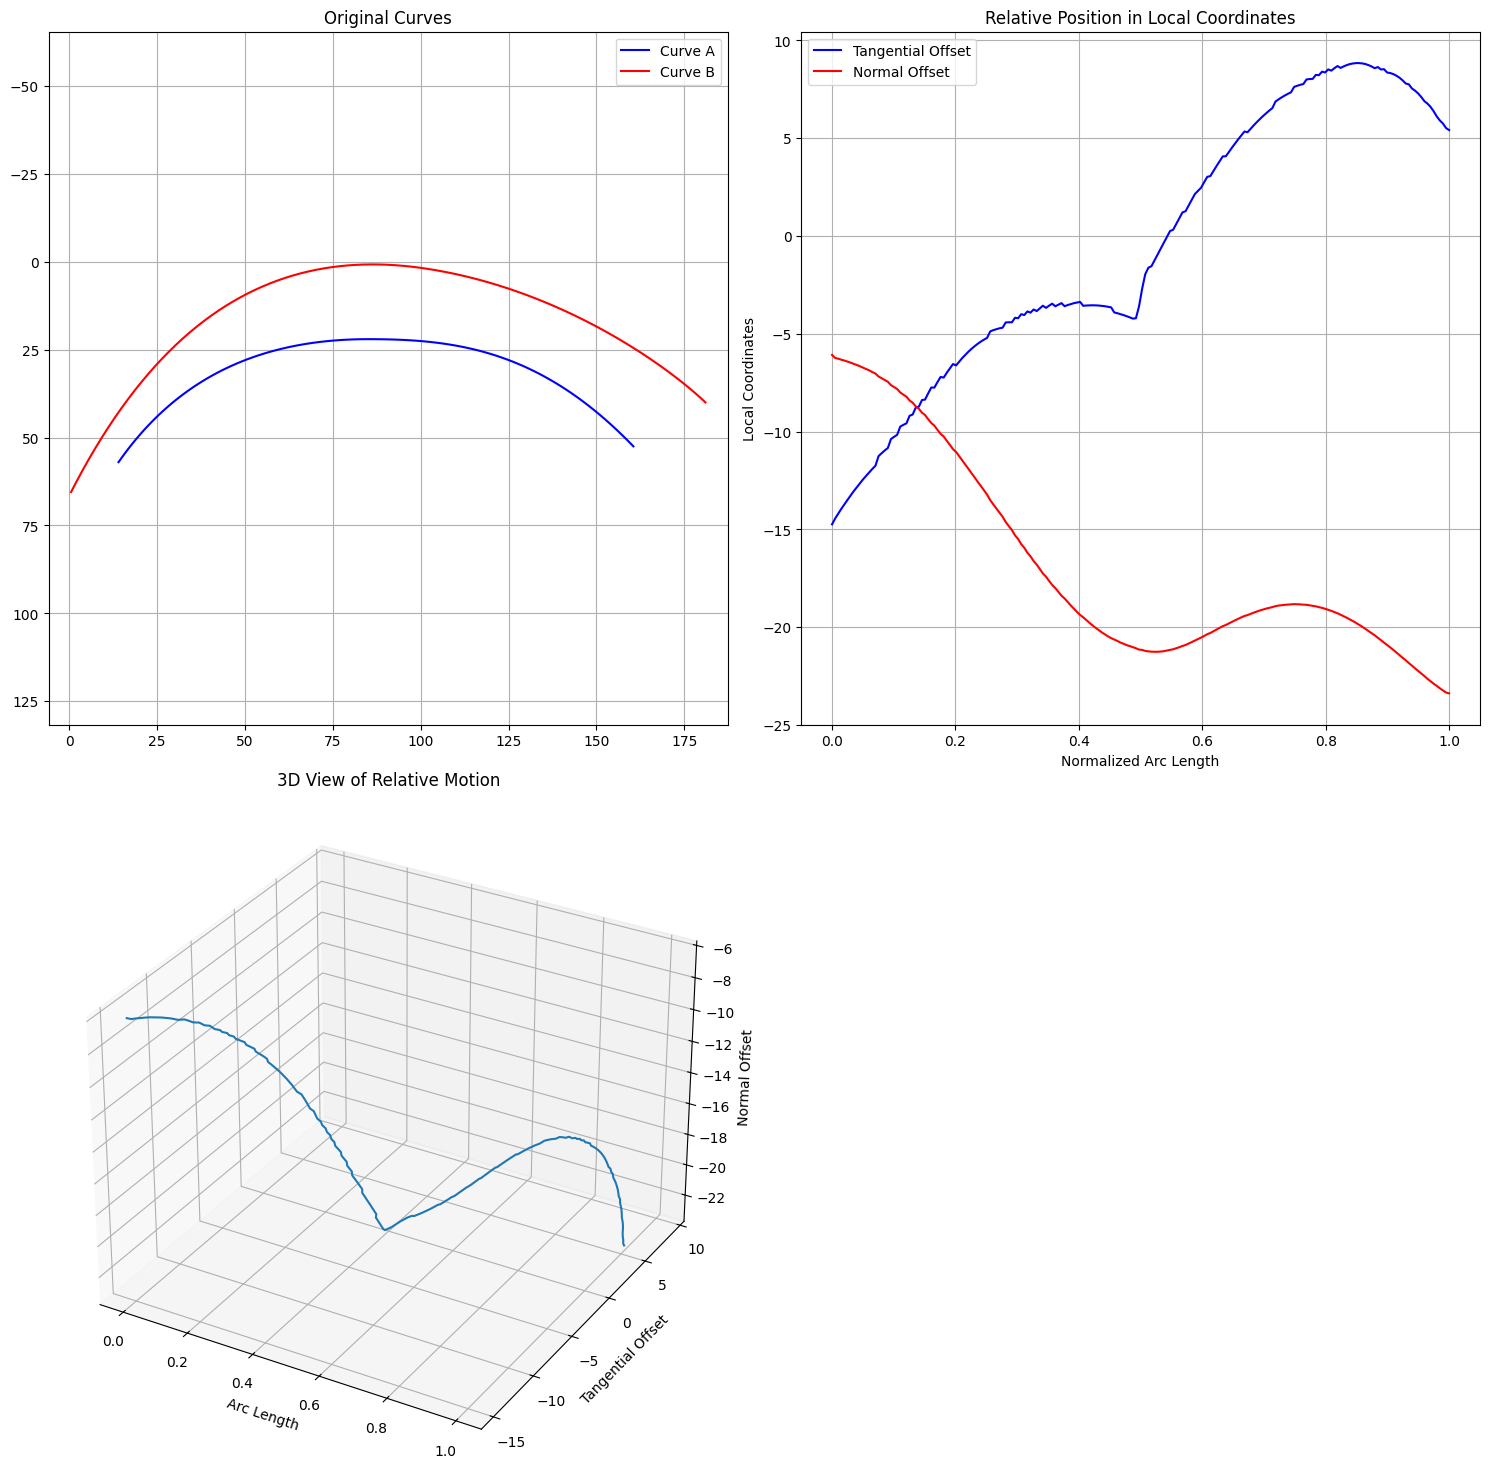 Original Curves
Curve A
Curve B
−50
−25
0
25
50
75
100
125
0 25 50 75 100 125 150 175
Relative Position in Local Coordinates
Tangential Offset
Normal Offset
10
5
0
−5
−10
−15
−20
−25
Local Coordinates
0.0 0.2 0.4 0.6 0.8 1.0
Normalized Arc Length
3D View of Relative Motion
−6
−8
−10
−12
−14
−16
−18
−20
−22
Normal Offset
10
5
0
−5
−10
−15
Tangential Offset
0.0
0.2
0.4
0.6
0.8
1.0
Arc Length